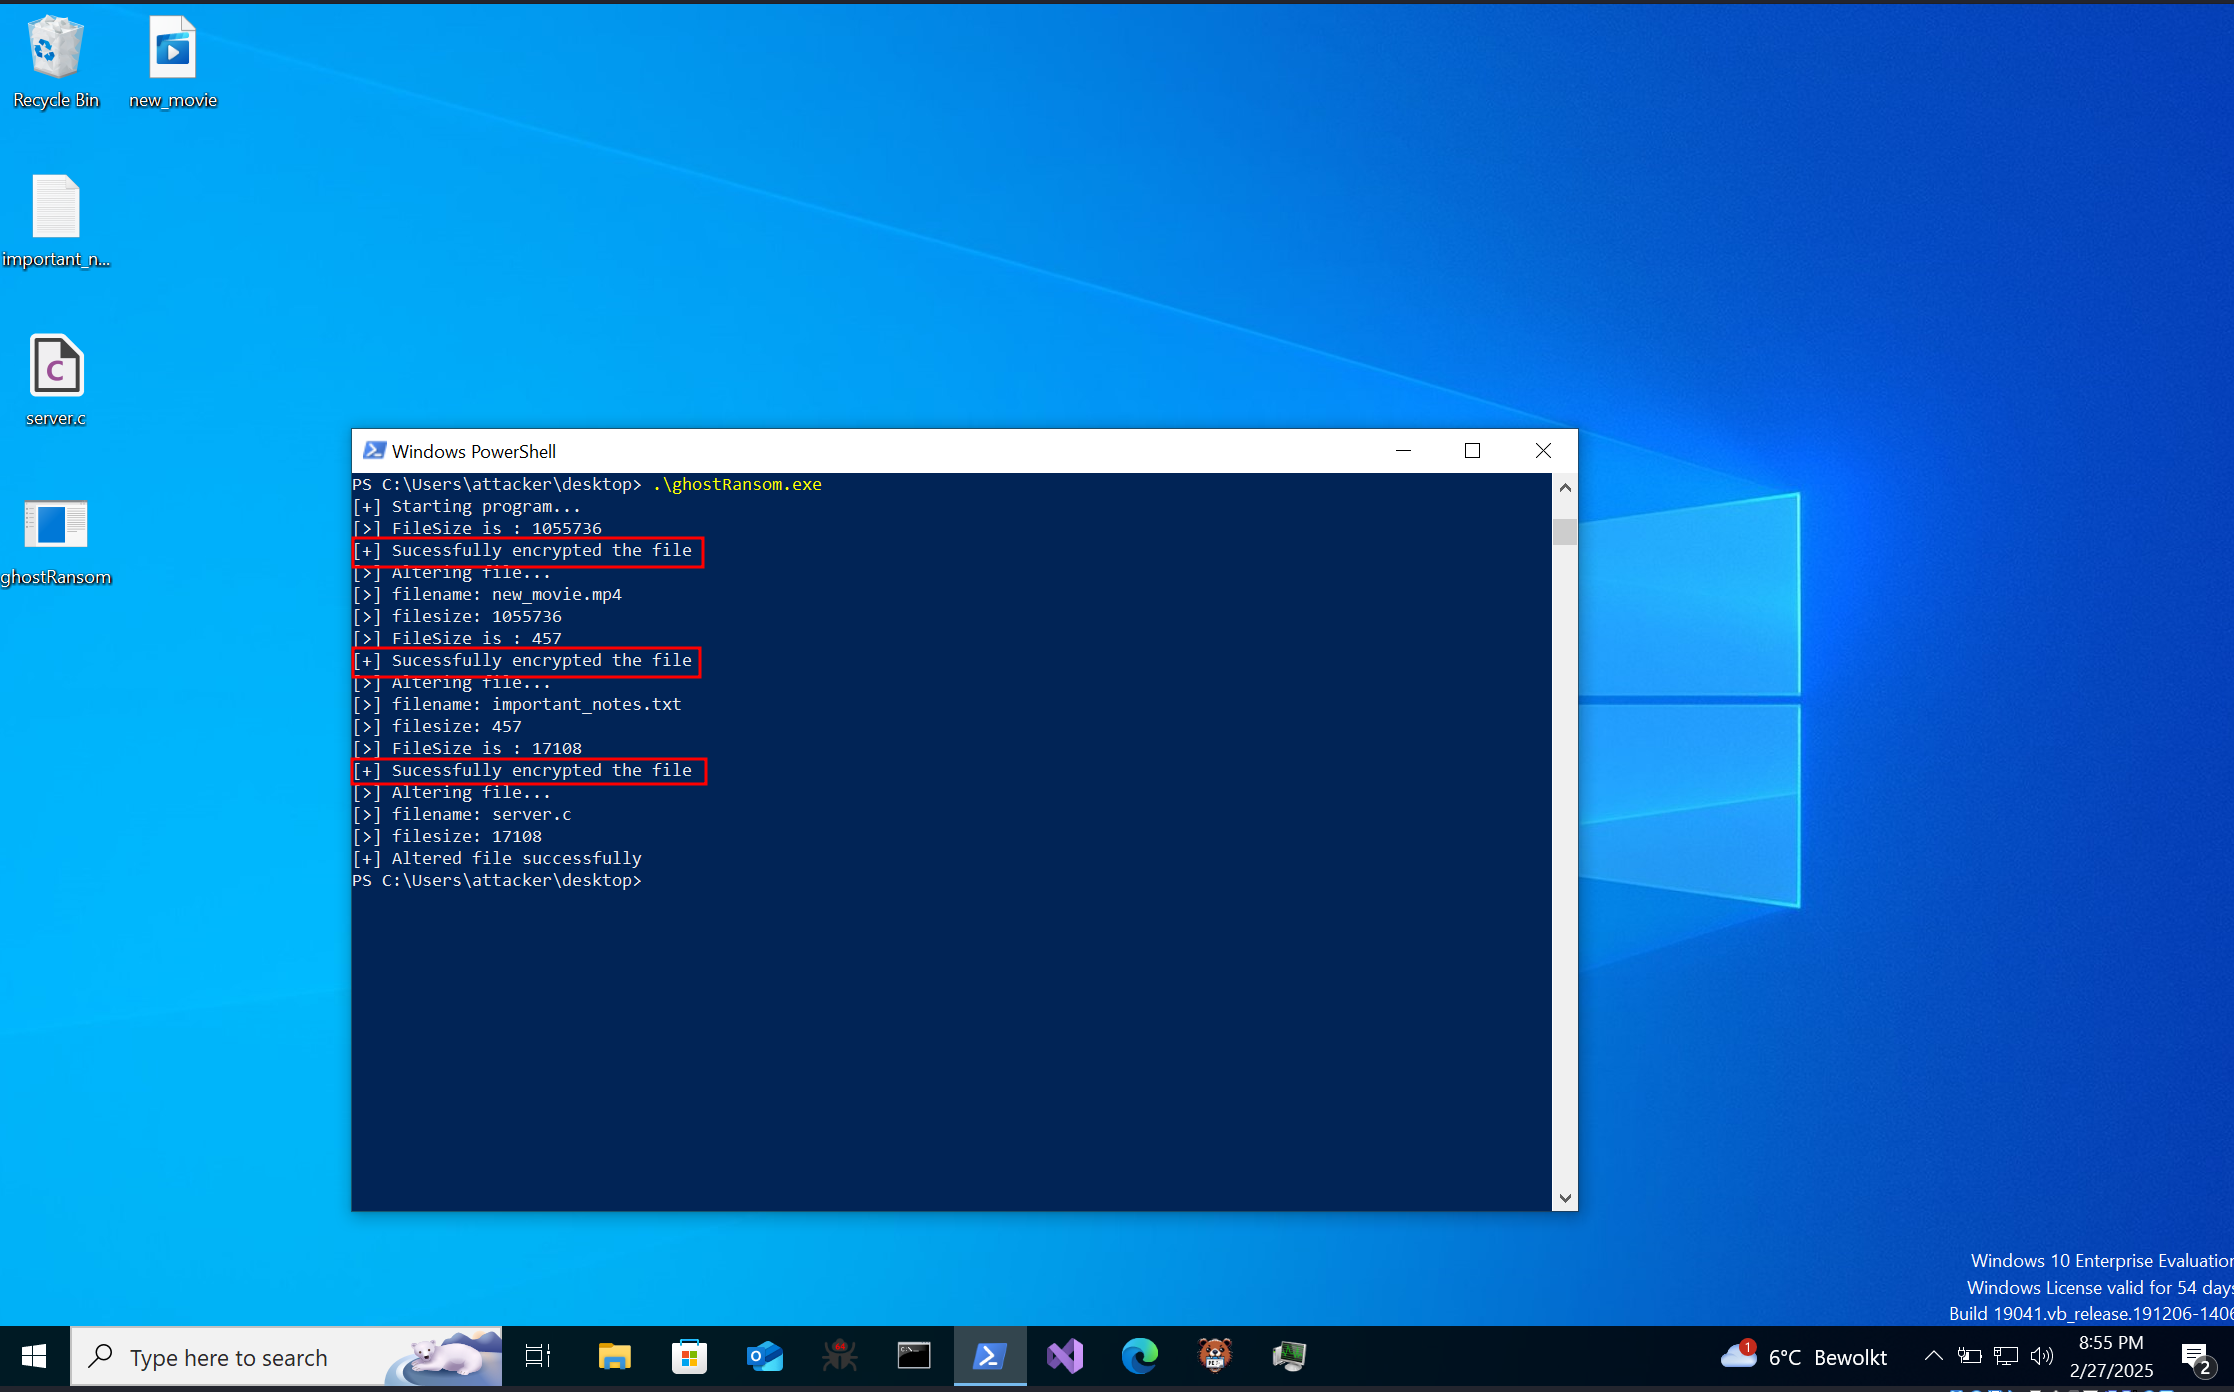 Recycle Bin
new_movie
important_n...
server.c
ghostRansom
Windows PowerShell
PS C:\Users\attacker\desktop> .\ghostRansom.exe
[+] Starting program...
[>] FileSize is : 1055736
[+] Sucessfully encrypted the file
[>] Altering file...
[>] filename: new_movie.mp4
[>] filesize: 1055736
[>] FileSize is : 457
[+] Sucessfully encrypted the file
[>] Altering file...
[>] filename: important_notes.txt
[>] filesize: 457
[>] FileSize is : 17108
[+] Sucessfully encrypted the file
[>] Altering file...
[>] filename: server.c
[>] filesize: 17108
[+] Altered file successfully
PS C:\Users\attacker\desktop>
Windows 10 Enterprise Evaluation
Windows License valid for 54 days
Build 19041.vb_release.191206-1406
Type here to search
1
6°C Bewolkt
8:55 PM
2/27/2025
2